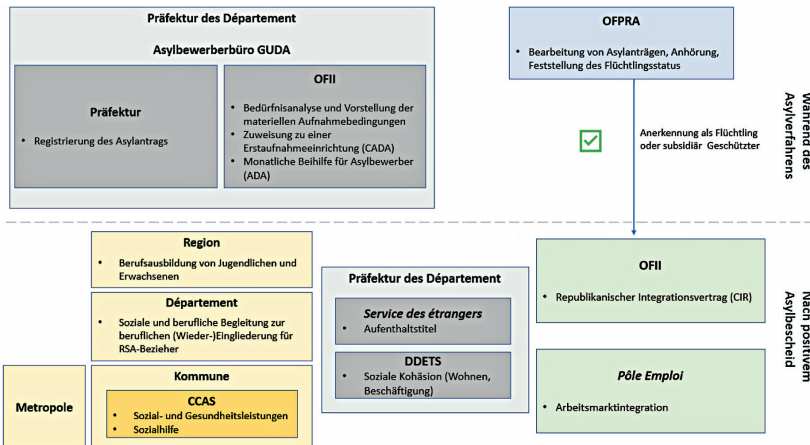 Präfektur des Département
Asylbewerberbüro GUDA
Präfektur
• Registrierung des Asylantrags
OFII
• Bedürfnisanalyse und Vorstellung der
materiellen Aufnahmebedingungen
• Zuweisung zu einer
Erstaufnahmeeinrichtung (CADA)
• Monatliche Beihilfe für Asylbewerber
(ADA)
OFPRA
• Bearbeitung von Asylanträgen, Anhörung,
Feststellung des Flüchtlingsstatus
Anerkennung als Flüchtling
oder subsidiär Geschützter
Während des
Asylverfahrens
Region
• Berufsausbildung von Jugendlichen und
Erwachsenen
Département
• Soziale und berufliche Begleitung zur
beruflichen (Wieder-)Eingliederung für
RSA-Bezieher
Metropole
Kommune
CCAS
• Sozial- und Gesundheitsleistungen
• Sozialhilfe
Präfektur des Département
Service des étrangers
• Aufenthaltstitel
DDETS
• Soziale Kohäsion (Wohnen,
Beschäftigung)
OFII
• Republikanischer Integrationsvertrag (CIR)
Pôle Emploi
• Arbeitsmarktintegration
Nach positivem
Asylbescheid